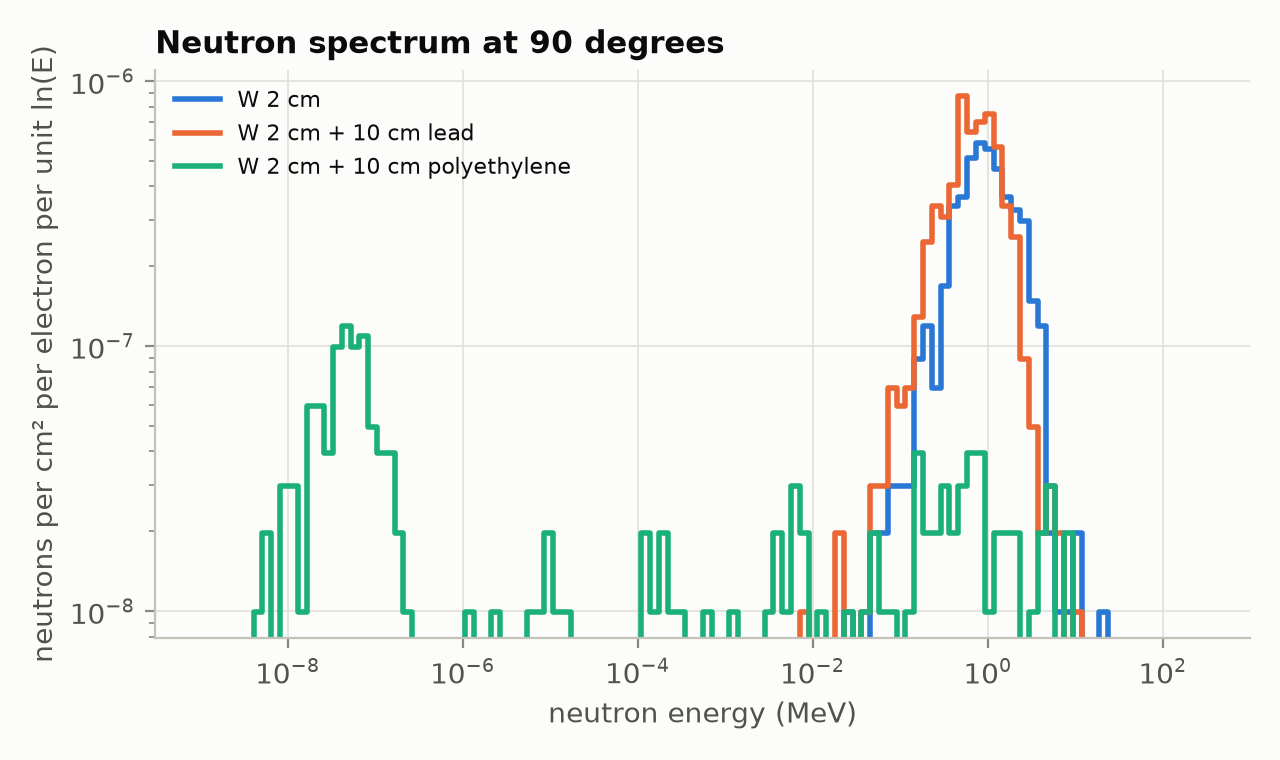 Neutron spectrum at 90 degrees
neutrons per cm² per electron per unit ln(E)
10⁻⁶
10⁻⁷
10⁻⁸
W 2 cm
W 2 cm + 10 cm lead
W 2 cm + 10 cm polyethylene
10⁻⁸ 10⁻⁶ 10⁻⁴ 10⁻² 10⁰ 10²
neutron energy (MeV)